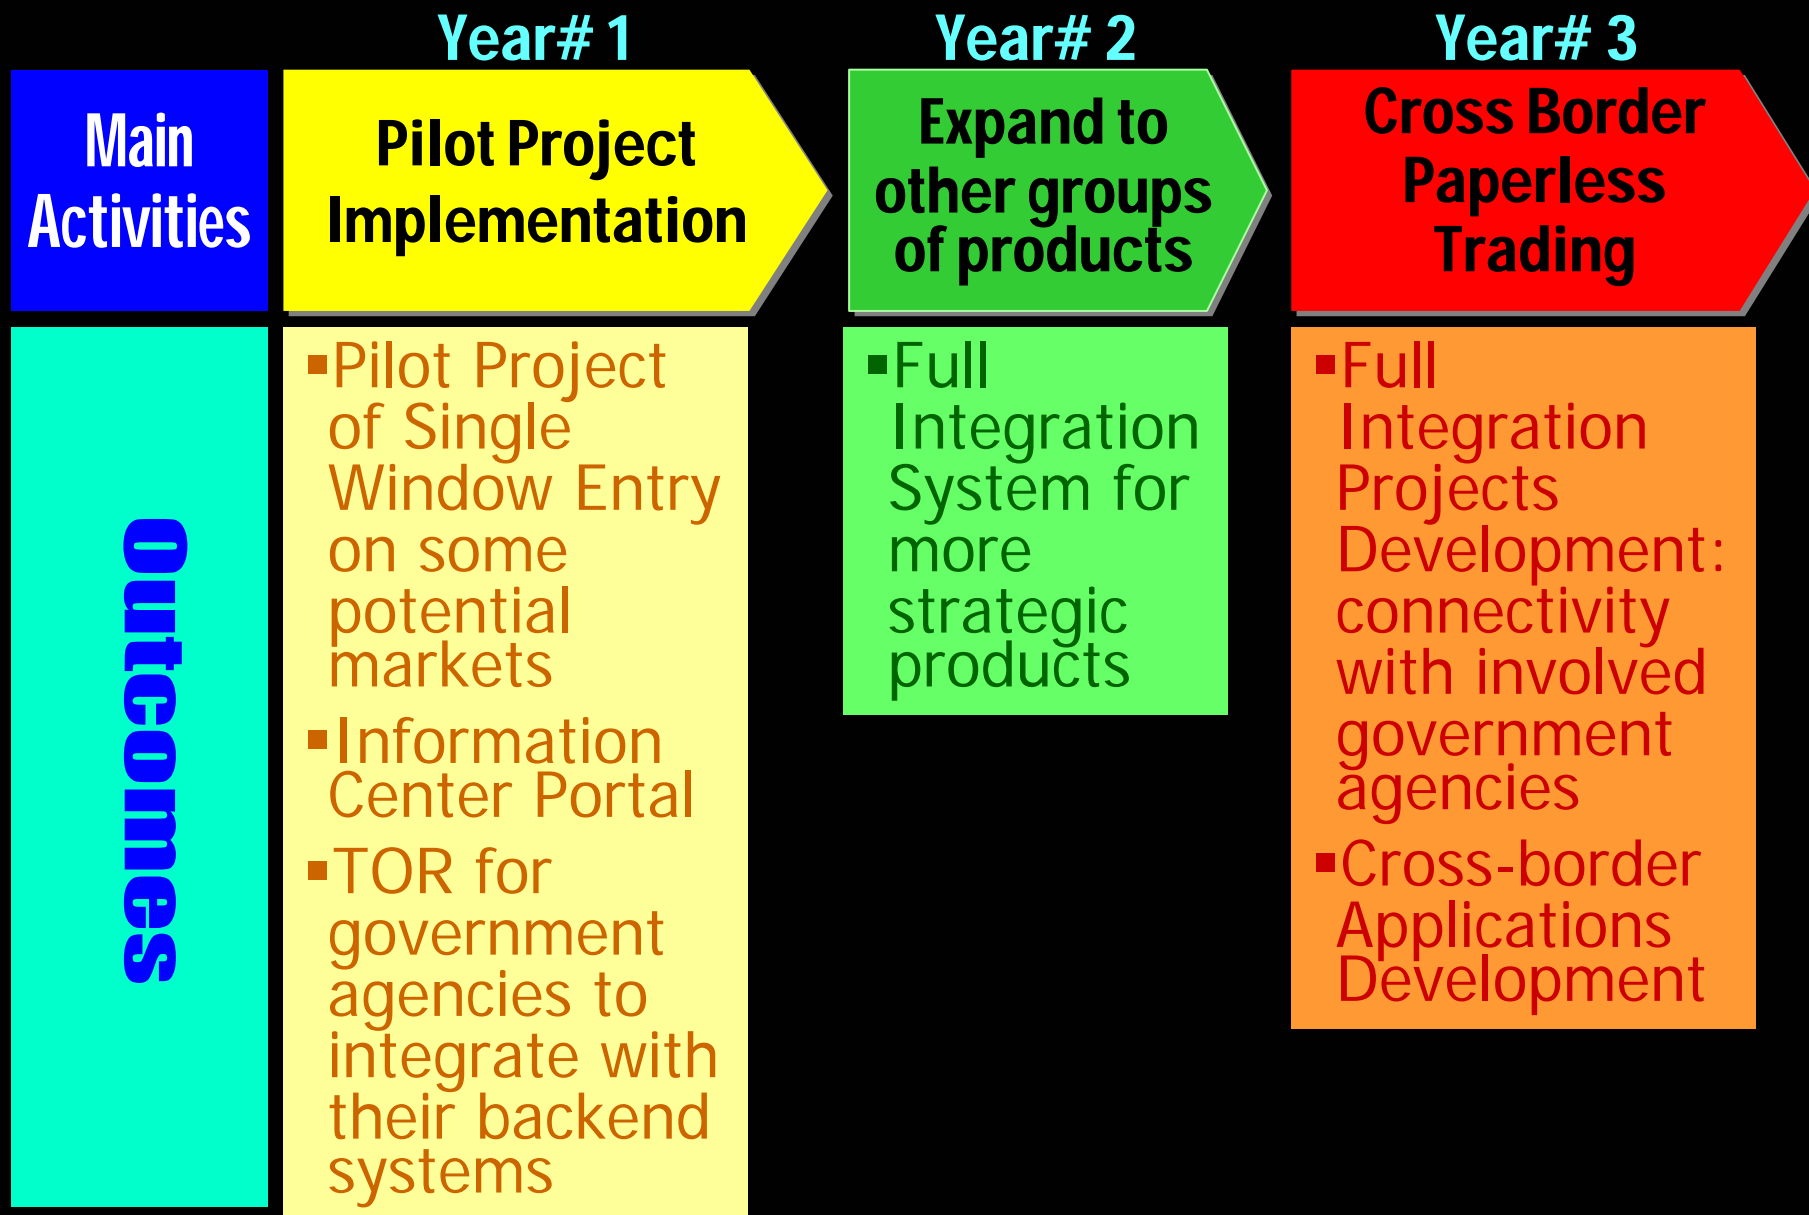 Year# 1
Year# 2
Year# 3
Main
Activities
Pilot Project
Implementation
Expand to
other groups
of products
Cross Border
Paperless
Trading
Outcomes
▪Pilot Project
of Single
Window Entry
on some
potential
markets
▪Information
Center Portal
▪TOR for
government
agencies to
integrate with
their backend
systems
▪Full
Integration
System for
more
strategic
products
▪Full
Integration
Projects
Development:
connectivity
with involved
government
agencies
▪Cross-border
Applications
Development